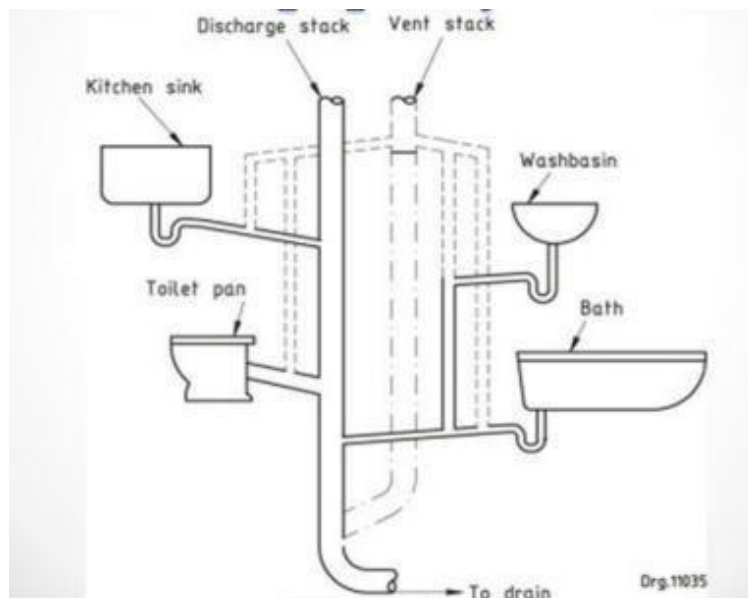 Discharge stack
Vent stack
Kitchen sink
Washbasin
Toilet pan
Bath
Drg.11035
To drain